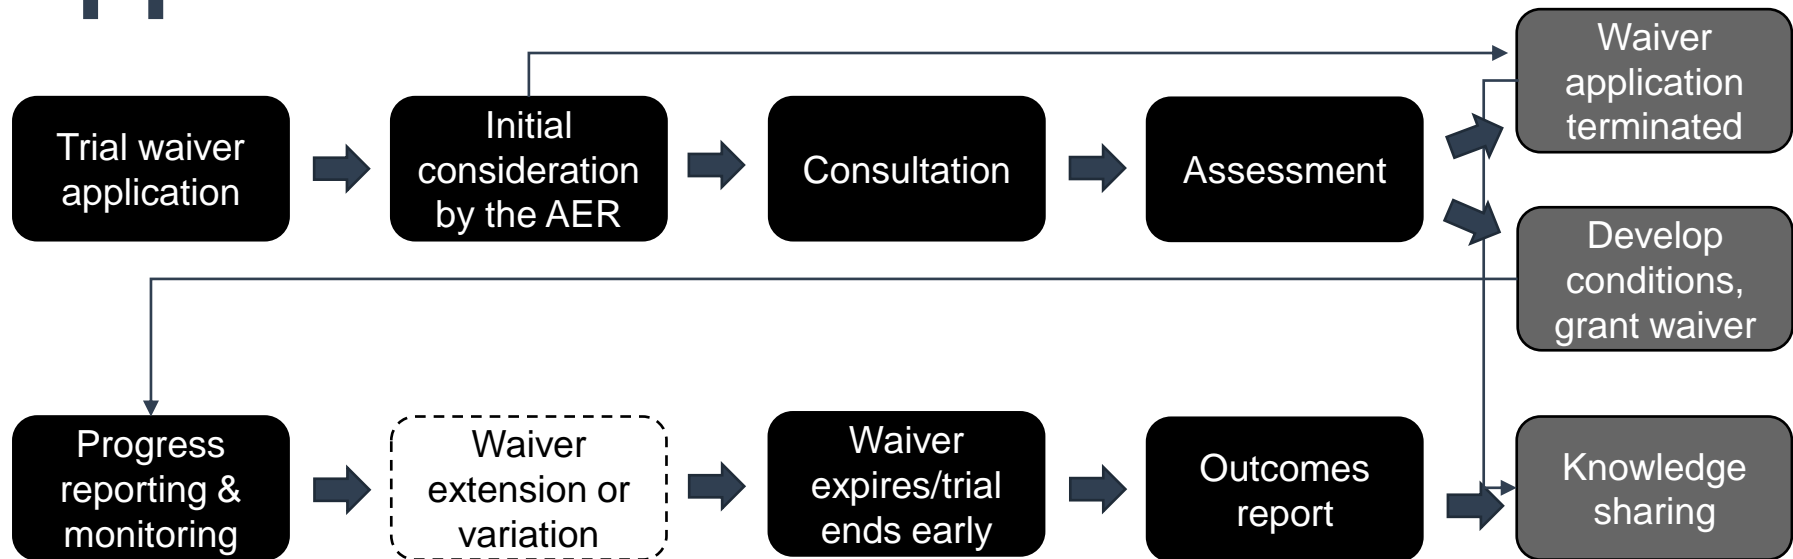 Trial waiver
application
Initial
consideration
by the AER
Consultation
Assessment
Waiver
application
terminated
Develop
conditions,
grant waiver
Progress
reporting &
monitoring
Waiver
extension or
variation
Waiver
expires/trial
ends early
Outcomes
report
Knowledge
sharing